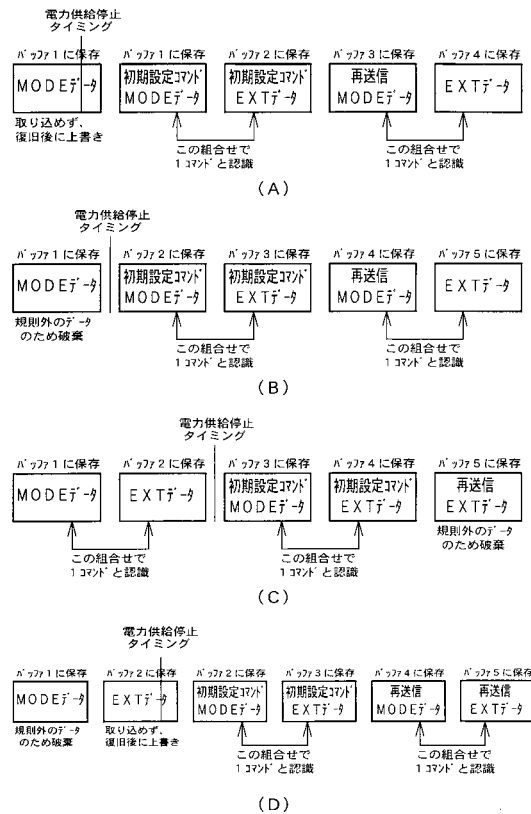 電力供給停止
タイミング
バッファ1に保存 バッファ1に保存 バッファ2に保存 バッファ3に保存 バッファ4に保存
MODEデータ 初期設定コマンド 初期設定コマンド 再送信 EXTデータ
MODEデータ EXTデータ MODEデータ
取り込めず、
復旧後に上書き
この組合せで この組合せで
1コマンドと認識 1コマンドと認識
(A)
電力供給停止
タイミング
バッファ1に保存 バッファ2に保存 バッファ3に保存 バッファ4に保存 バッファ5に保存
MODEデータ 初期設定コマンド 初期設定コマンド 再送信 EXTデータ
MODEデータ EXTデータ MODEデータ
規則外のデータ
のため破棄
この組合せで この組合せで
1コマンドと認識 1コマンドと認識
(B)
電力供給停止
タイミング
バッファ1に保存 バッファ2に保存 バッファ3に保存 バッファ4に保存 バッファ5に保存
MODEデータ EXTデータ 初期設定コマンド 初期設定コマンド 再送信
MODEデータ EXTデータ EXTデータ
規則外のデータ
のため破棄
この組合せで この組合せで
1コマンドと認識 1コマンドと認識
(C)
電力供給停止
タイミング
バッファ1に保存 バッファ2に保存 バッファ2に保存 バッファ3に保存 バッファ4に保存 バッファ5に保存
MODEデータ EXTデータ 初期設定コマンド 初期設定コマンド 再送信 再送信
MODEデータ EXTデータ MODEデータ EXTデータ
規則外のデータ 取り込めず、
のため破棄 復旧後に上書き
この組合せで この組合せで
1コマンドと認識 1コマンドと認識
(D)